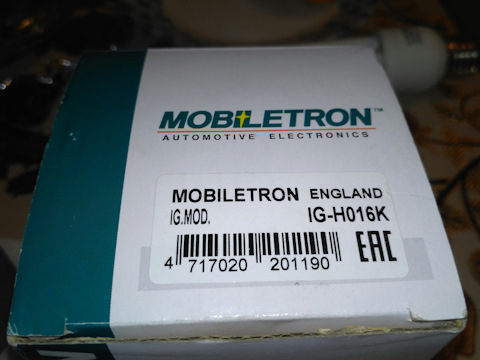 MOBILETRON™
AUTOMOTIVE ELECTRONICS
MOBILETRON ENGLAND
IG.MOD. IG-H016K
4 717020 201190 EAC